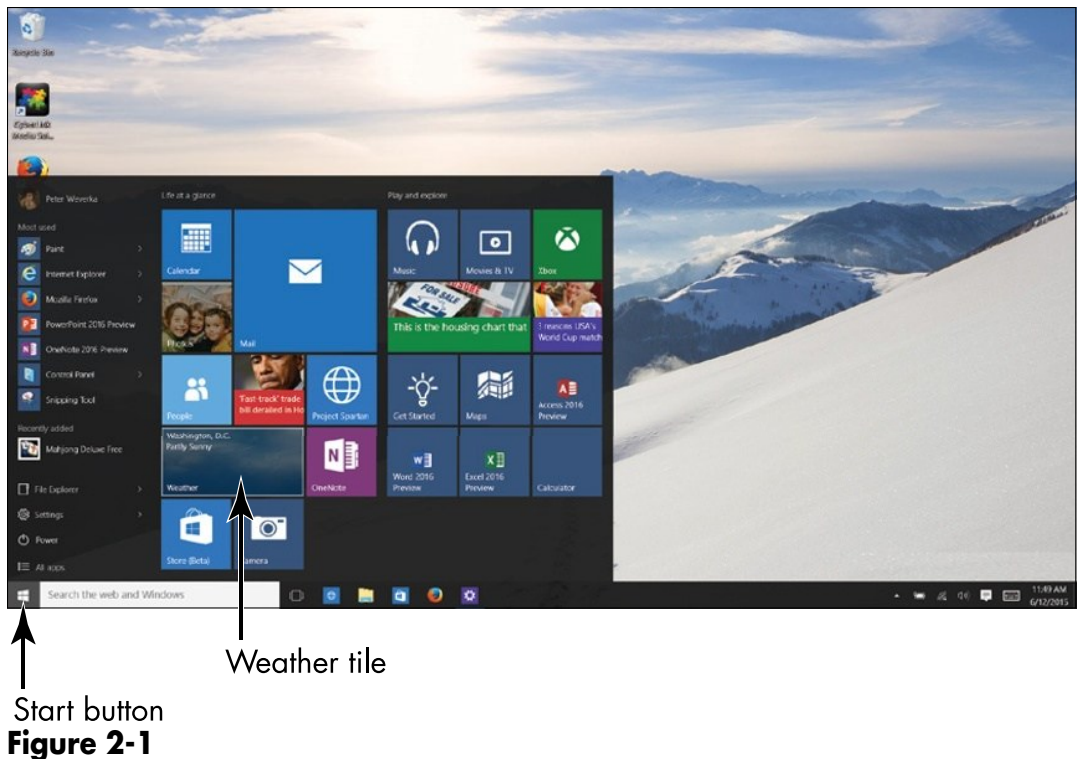 Recycle Bin
Peter Weverka
Most used
Paint
Internet Explorer
Mozilla Firefox
PowerPoint 2016 Preview
OneNote 2016 Preview
Control Panel
Snipping Tool
Recently added
Mahjong Deluxe Free
File Explorer
Settings
Power
All apps
Life at a glance
Calendar
Mail
Photos
People
'Fast-track' trade
bill derailed in Ho
Project Spartan
Washington, D.C.
Partly Sunny
Weather
OneNote
Store (Beta)
Camera
Play and explore
Music
Movies & TV
Xbox
FOR SALE
This is the housing chart that
reasons USA's
World Cup match
Get Started
Maps
Access 2016
Preview
Word 2016
Preview
Excel 2016
Preview
Calculator
Search the web and Windows
11:49 AM
6/12/2015
Weather tile
Start button
Figure 2-1